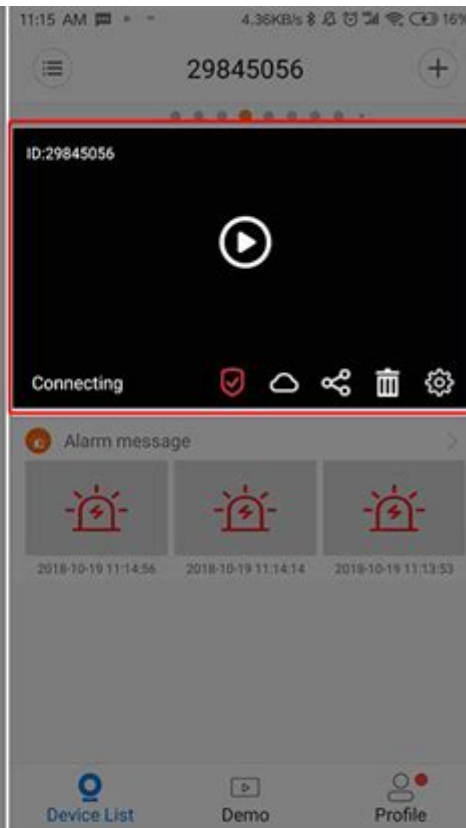 11:15 AM
4.36KB/s
16%
29845056
ID:29845056
Connecting
Alarm message
2018-10-19 11:14:56
2018-10-19 11:14:14
2018-10-19 11:13:53
Device List
Demo
Profile